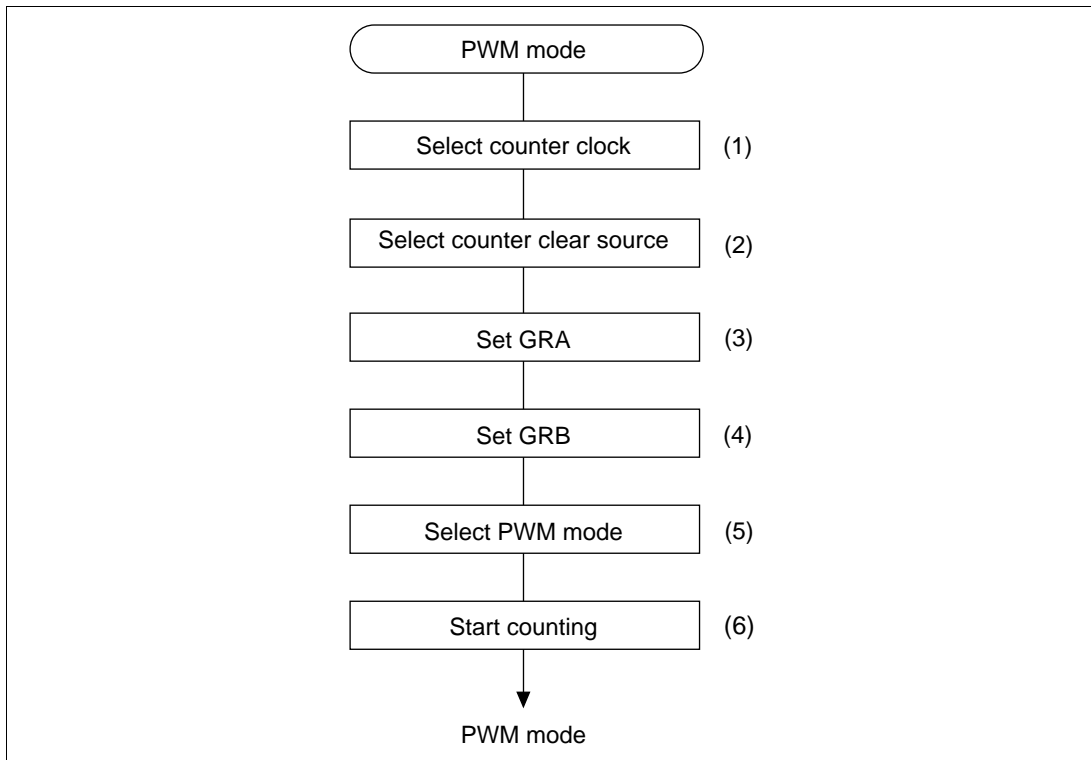 PWM mode
Select counter clock (1)
Select counter clear source (2)
Set GRA (3)
Set GRB (4)
Select PWM mode (5)
Start counting (6)
PWM mode